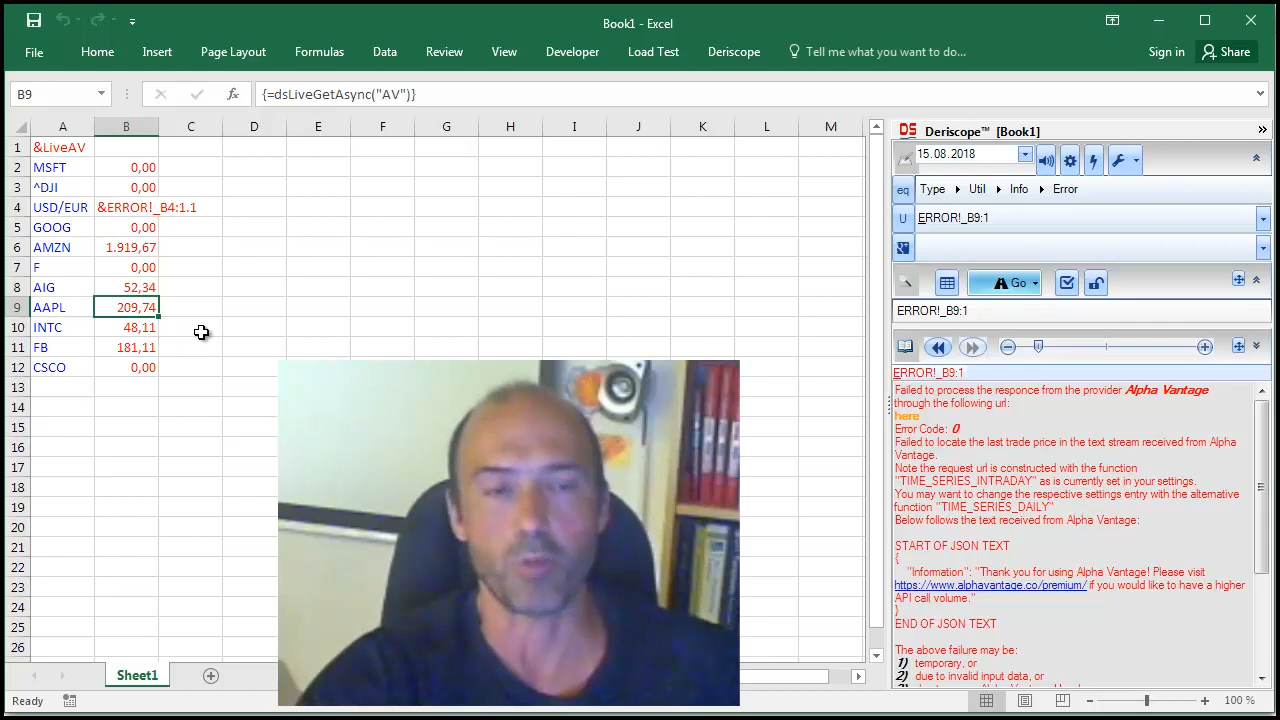 Book1 - Excel
File Home Insert Page Layout Formulas Data Review View Developer Load Test Deriscope Tell me what you want to do... Sign in Share
B9 fx {=dsLiveGetAsync("AV")}
A B C D E F G H I J K L M
1 &LiveAV
2 MSFT 0,00
3 ^DJI 0,00
4 USD/EUR &ERROR!_B4:1.1
5 GOOG 0,00
6 AMZN 1.919,67
7 F 0,00
8 AIG 52,34
9 AAPL 209,74
10 INTC 48,11
11 FB 181,11
12 CSCO 0,00
13
14
15
16
17
18
19
20
21
22
23
24
25
26
Sheet1
Ready
100 %
DS Deriscope™ [Book1]
15.08.2018
eq Type Util Info Error
U ERROR!_B9:1
Go
ERROR!_B9:1
ERROR!_B9:1
Failed to process the responce from the provider Alpha Vantage
through the following url:
here
Error Code: 0
Failed to locate the last trade price in the text stream received from Alpha
Vantage.
Note the request url is constructed with the function
"TIME_SERIES_INTRADAY" as is currently set in your settings.
You may want to change the respective settings entry with the alternative
function "TIME_SERIES_DAILY"
Below follows the text received from Alpha Vantage:
START OF JSON TEXT
{
"Information": "Thank you for using Alpha Vantage! Please visit
https://www.alphavantage.co/premium/ if you would like to have a higher
API call volume."
}
END OF JSON TEXT
The above failure may be:
1) temporary, or
2) due to invalid input data, or